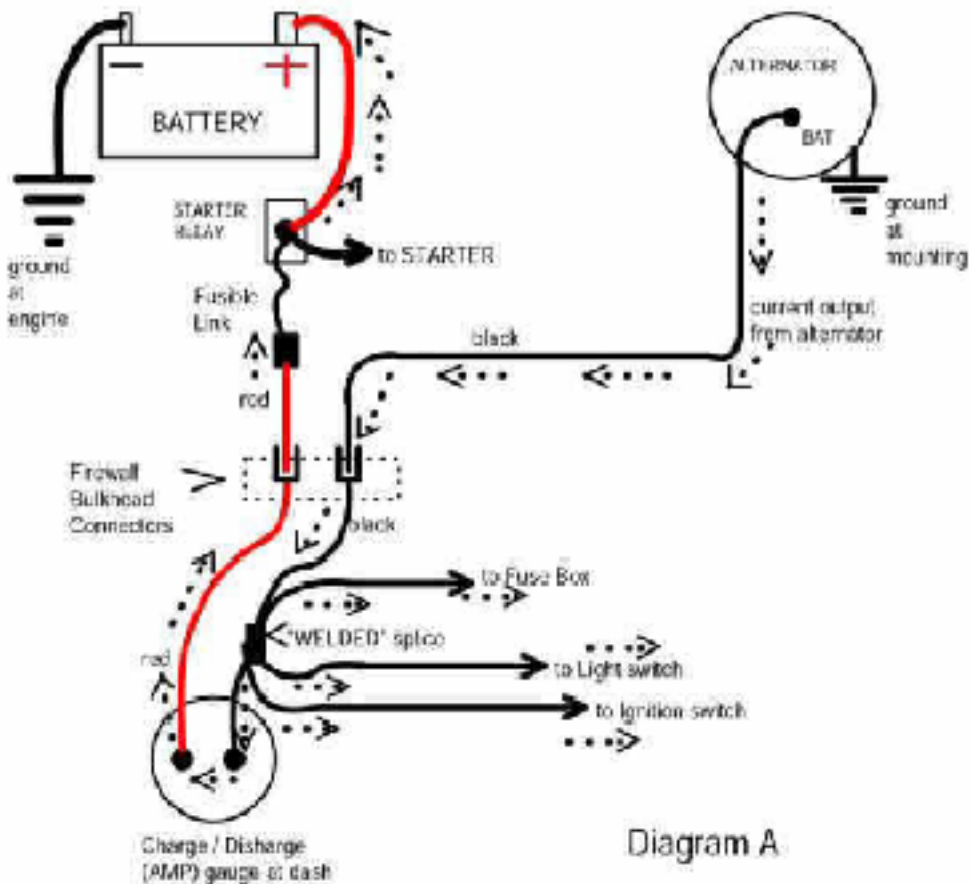 BATTERY
ALTERNATOR
BAT
STARTER
RELAY
to STARTER
ground
at
engine
ground
at
mounting
Fusible
Link
current output
from alternator
black
red
Firewall
Bulkhead
Connectors
black
to Fuse Box
"WELDED" splice
to Light switch
red
to Ignition switch
Charge / Disharge
(AMP) gauge at dash
Diagram A